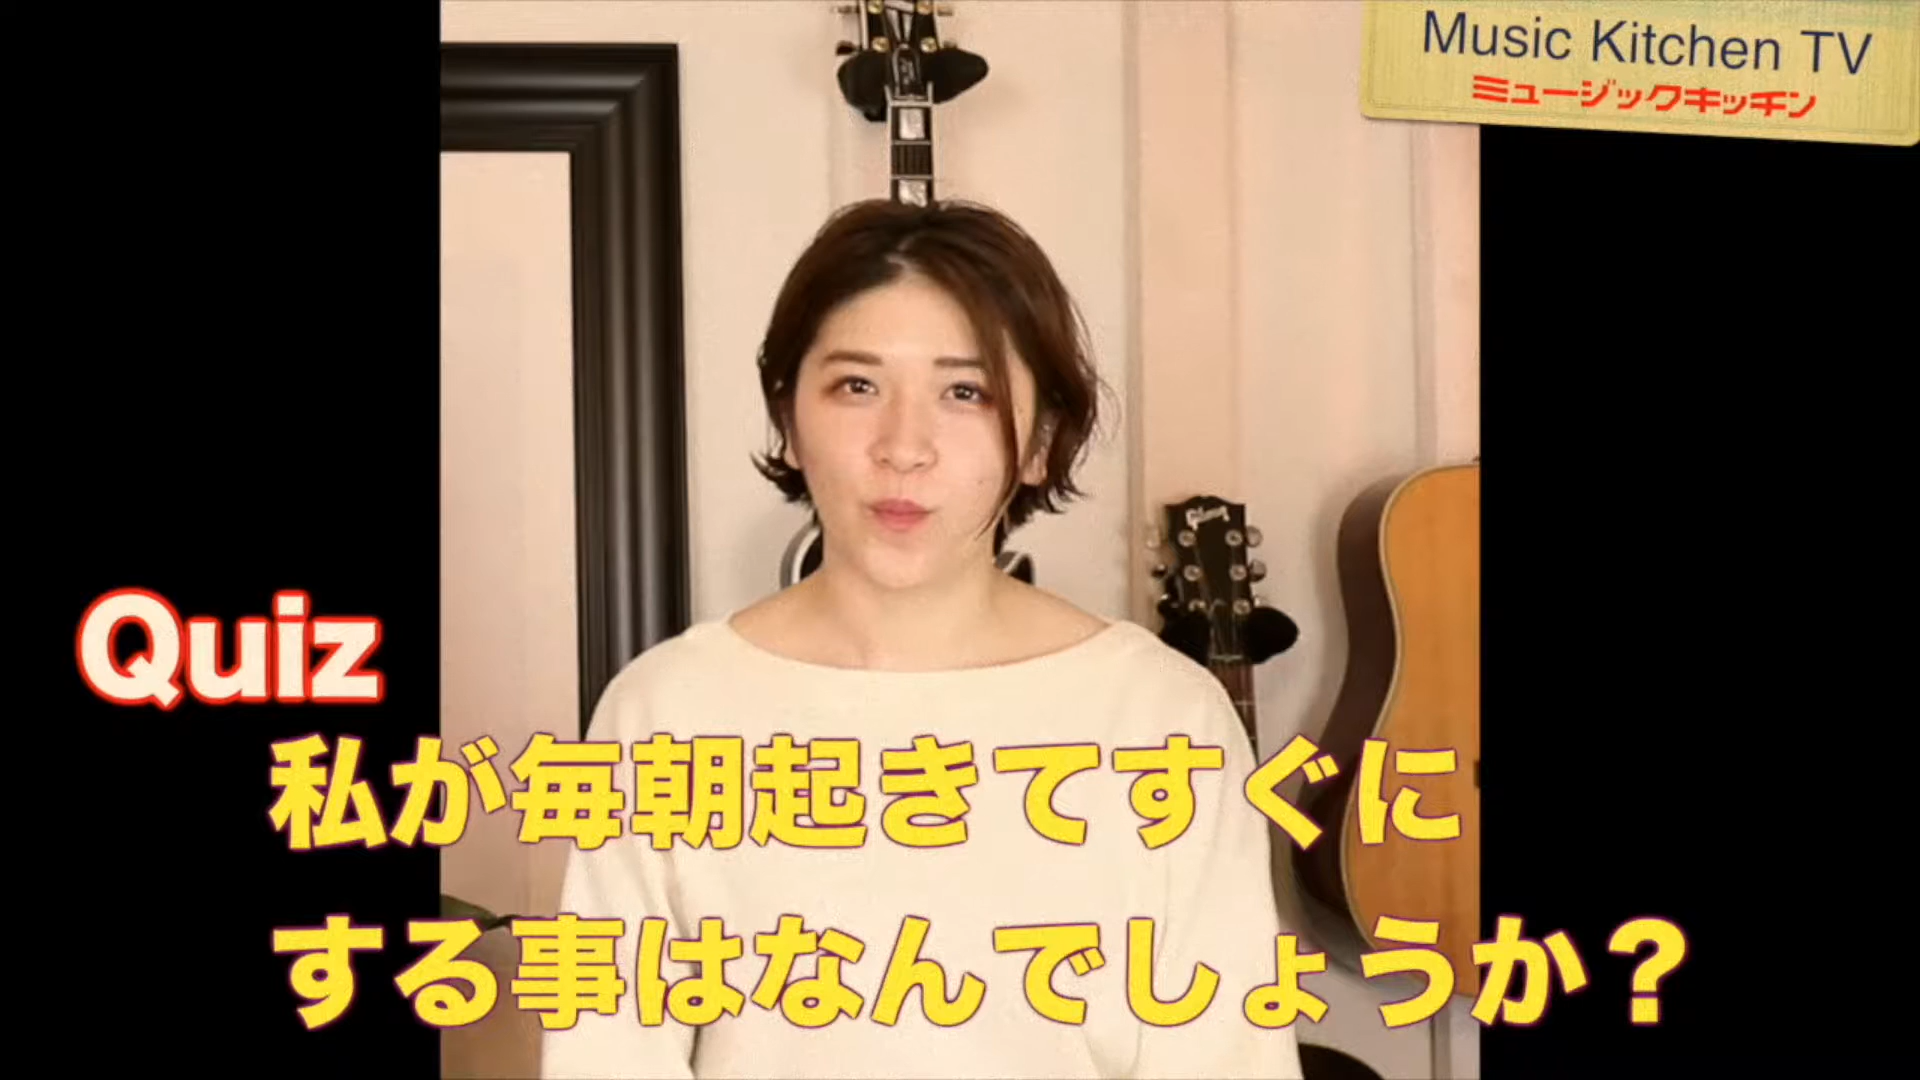 Music Kitchen TV
ミュージックキッチン
Gibson
Quiz
私が毎朝起きてすぐに
する事はなんでしょうか？